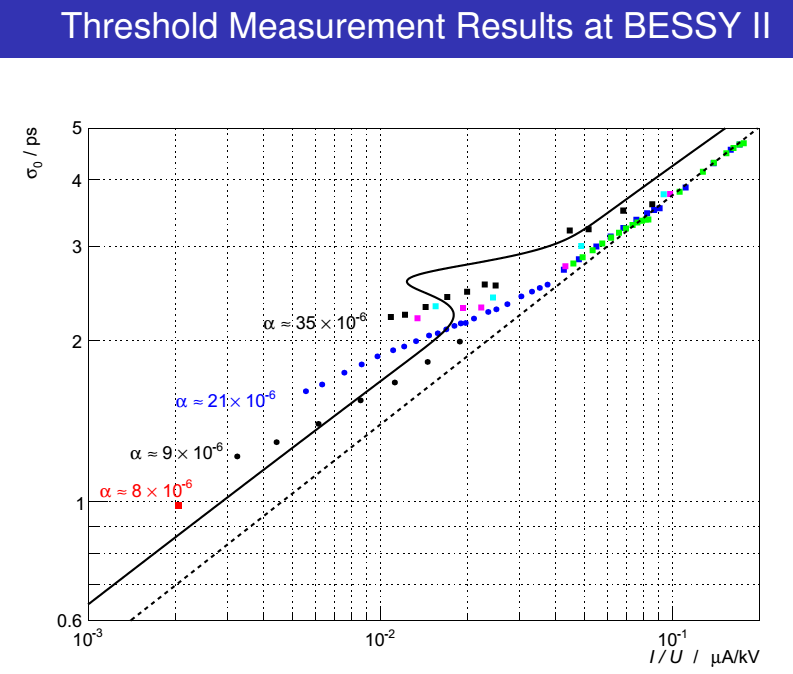 Threshold Measurement Results at BESSY II
σ₀ / ps
5
4
3
α ≈ 35 × 10⁻⁶
2
α ≈ 21 × 10⁻⁶
α ≈ 9 × 10⁻⁶
α ≈ 8 × 10⁻⁶
1
0.6
10⁻³ 10⁻² 10⁻¹
I / U / μA/kV